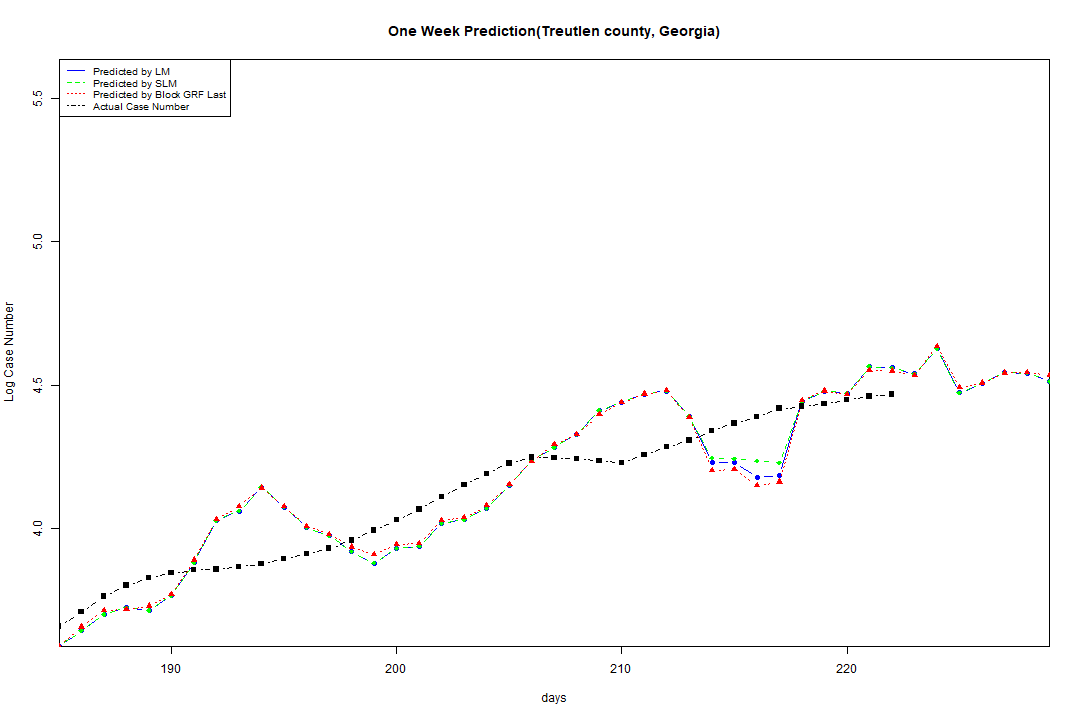 One Week Prediction(Treutlen county, Georgia)
Predicted by LM
Predicted by SLM
Predicted by Block GRF Last
Actual Case Number
5.5
5.0
4.5
4.0
Log Case Number
190
200
210
220
days